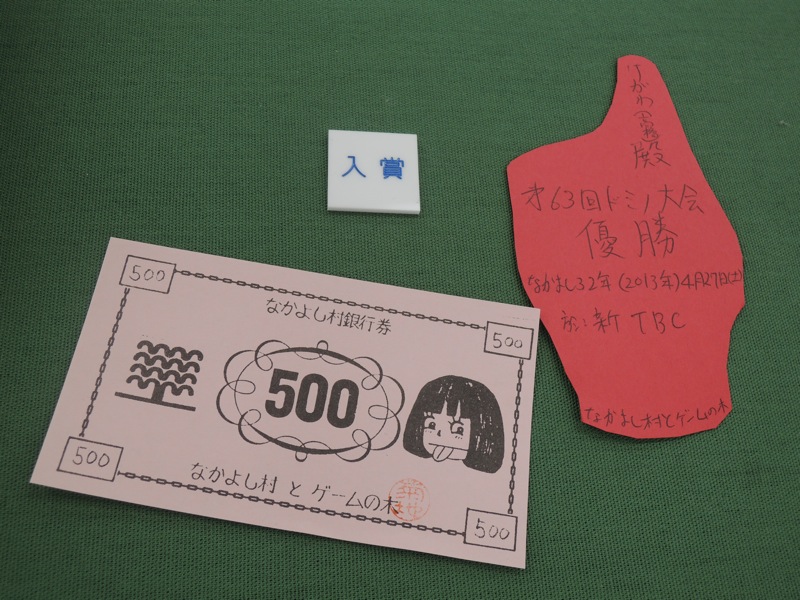 入賞
才63回ドミノ大会
優勝
なかよし32年(2013年)4月27日(土)
於:新TBC
なかよし村とゲームの木
500
なかよし村銀行券
500
500
500
なかよし村 と ゲームの木
500